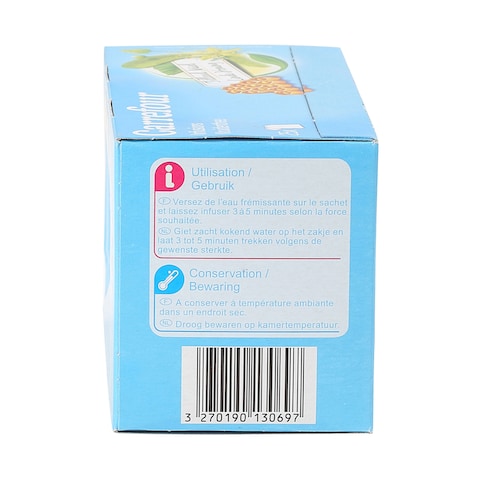 Carrefour
Utilisation /
Gebruik
F Versez de l'eau frémissante sur le sachet
et laissez infuser 3 à 5 minutes selon la force
souhaitée.
NL Giet zacht kokend water op het zakje en
laat 3 tot 5 minuten trekken volgens de
gewenste sterkte.
Conservation /
Bewaring
F A conserver à température ambiante
dans un endroit sec.
NL Droog bewaren op kamertemperatuur.
3 270190 130697